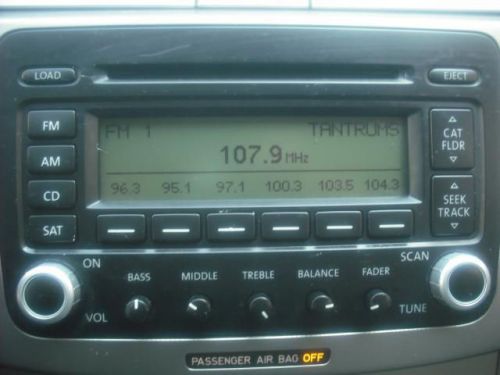 LOAD
EJECT
FM
FM 1
TANTRUMS
CAT
FLDR
AM
107.9 MHz
CD
96.3 95.1 97.1 100.3 103.5 104.3
SEEK
TRACK
SAT
ON
SCAN
BASS MIDDLE TREBLE BALANCE FADER
VOL
TUNE
PASSENGER AIR BAG OFF